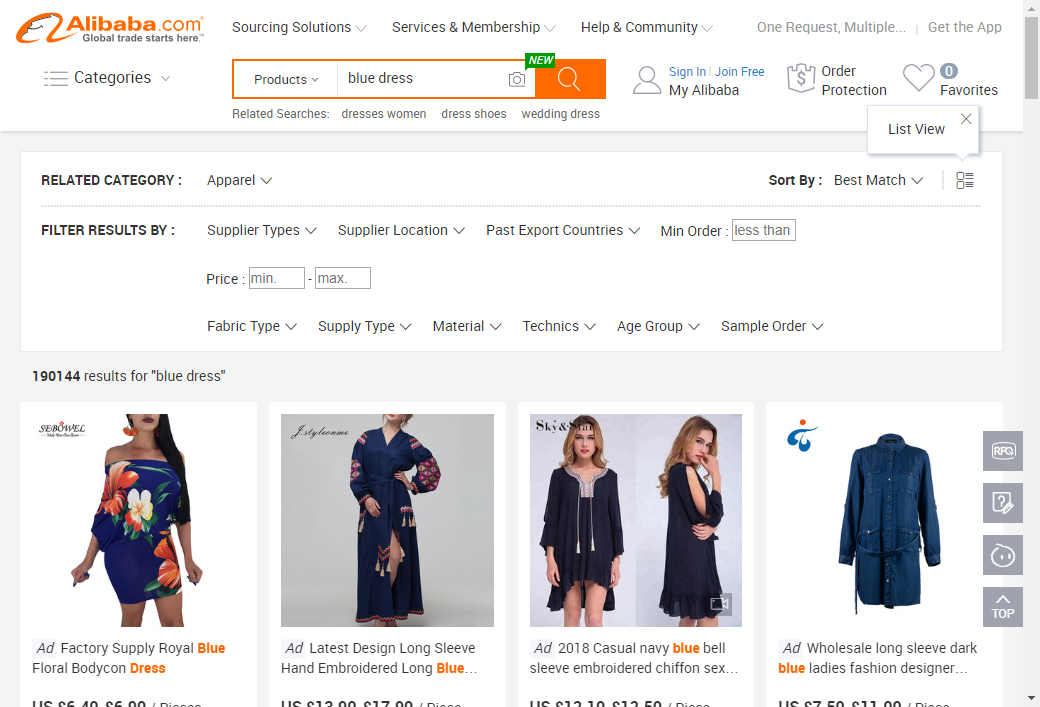 Alibaba.com
Global trade starts here.™
Sourcing Solutions
Services & Membership
Help & Community
One Request, Multiple...
Get the App
Categories
Products
blue dress
NEW
Sign In | Join Free
My Alibaba
Order
Protection
0
Favorites
Related Searches: dresses women dress shoes wedding dress
List View
RELATED CATEGORY : Apparel
Sort By : Best Match
FILTER RESULTS BY : Supplier Types Supplier Location Past Export Countries Min Order : less than
Price : min. - max.
Fabric Type Supply Type Material Technics Age Group Sample Order
190144 results for "blue dress"
SEBOWEL
J.styleonme
Sky&Star
RFQ
TOP
Ad Factory Supply Royal Blue
Floral Bodycon Dress
Ad Latest Design Long Sleeve
Hand Embroidered Long Blue...
Ad 2018 Casual navy blue bell
sleeve embroidered chiffon sex...
Ad Wholesale long sleeve dark
blue ladies fashion designer...
US $6.40-$6.90 / Pieces
US $13.90-$17.90 / Piece
US $12.10-$12.50 / Piece
US $7.50-$11.00 / Piece